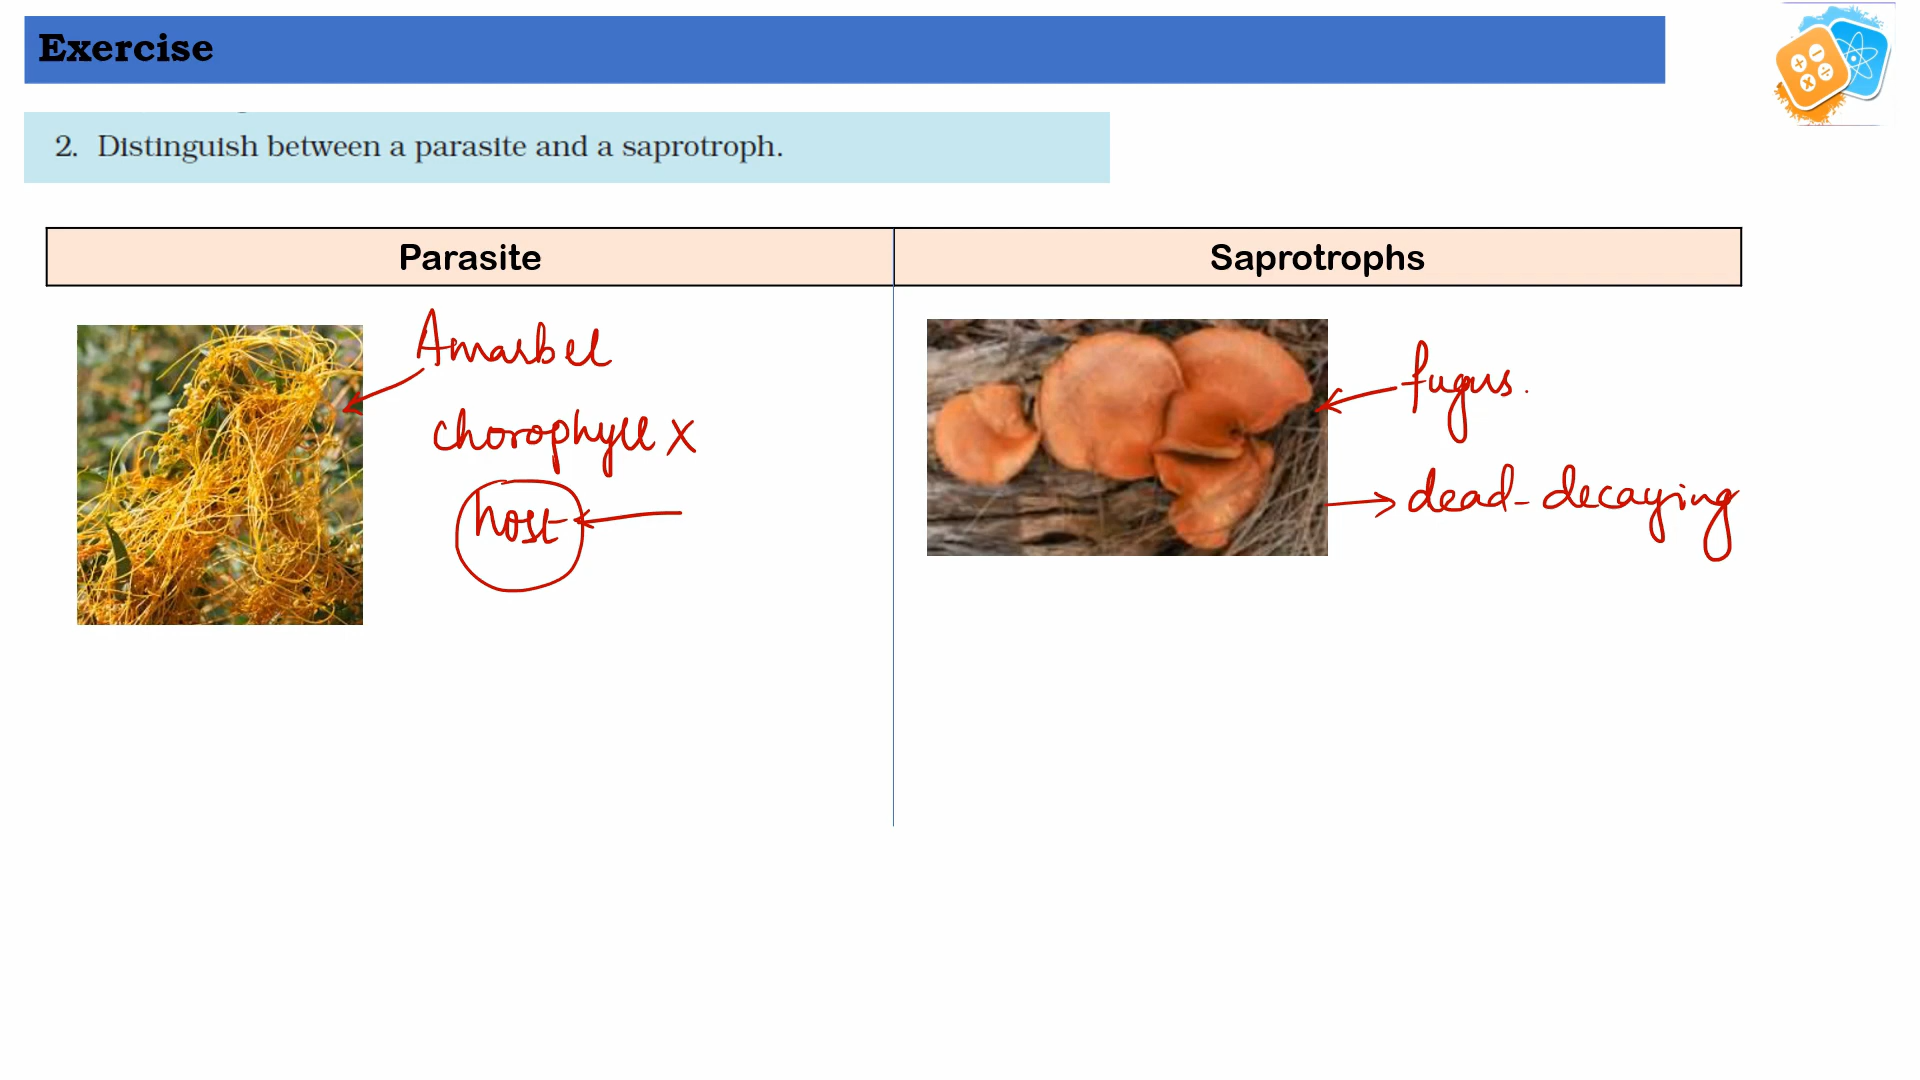 Exercise
2. Distinguish between a parasite and a saprotroph.
Parasite
Saprotrophs
Amarbel
chorophyll x
host
fugus.
dead-decaying